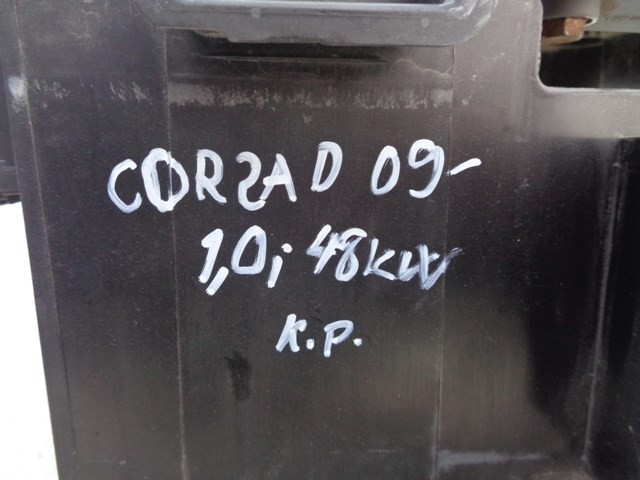 CORSA D 09-
1,0i 48kW
K.P.